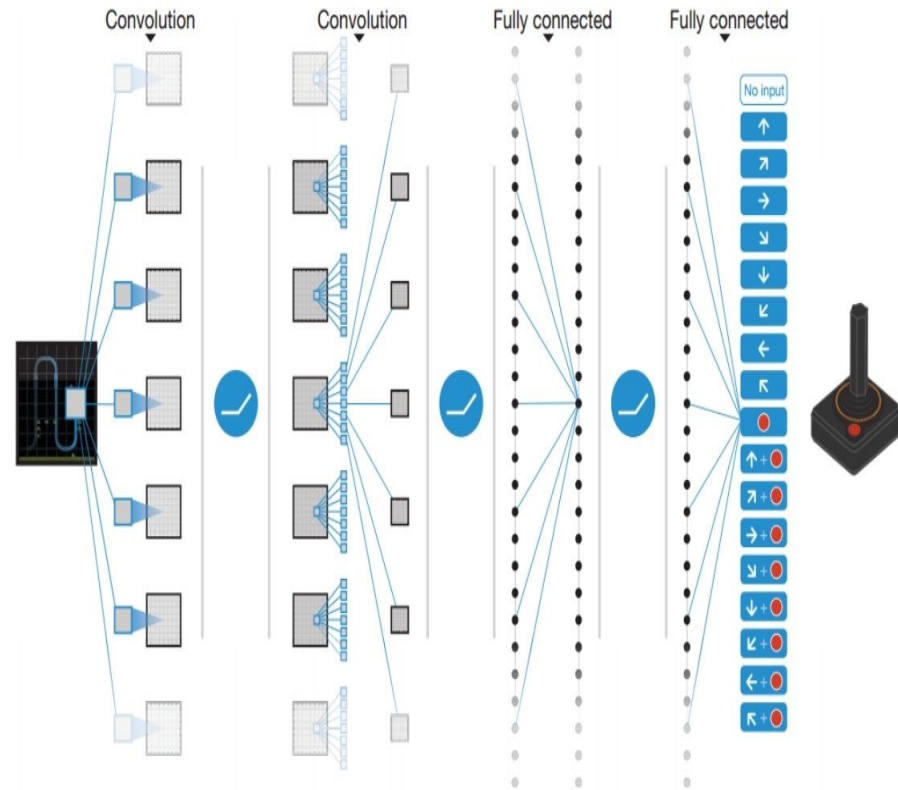 Convolution
Convolution
Fully connected
Fully connected
No input
+
+
+
+
+
+
+
+